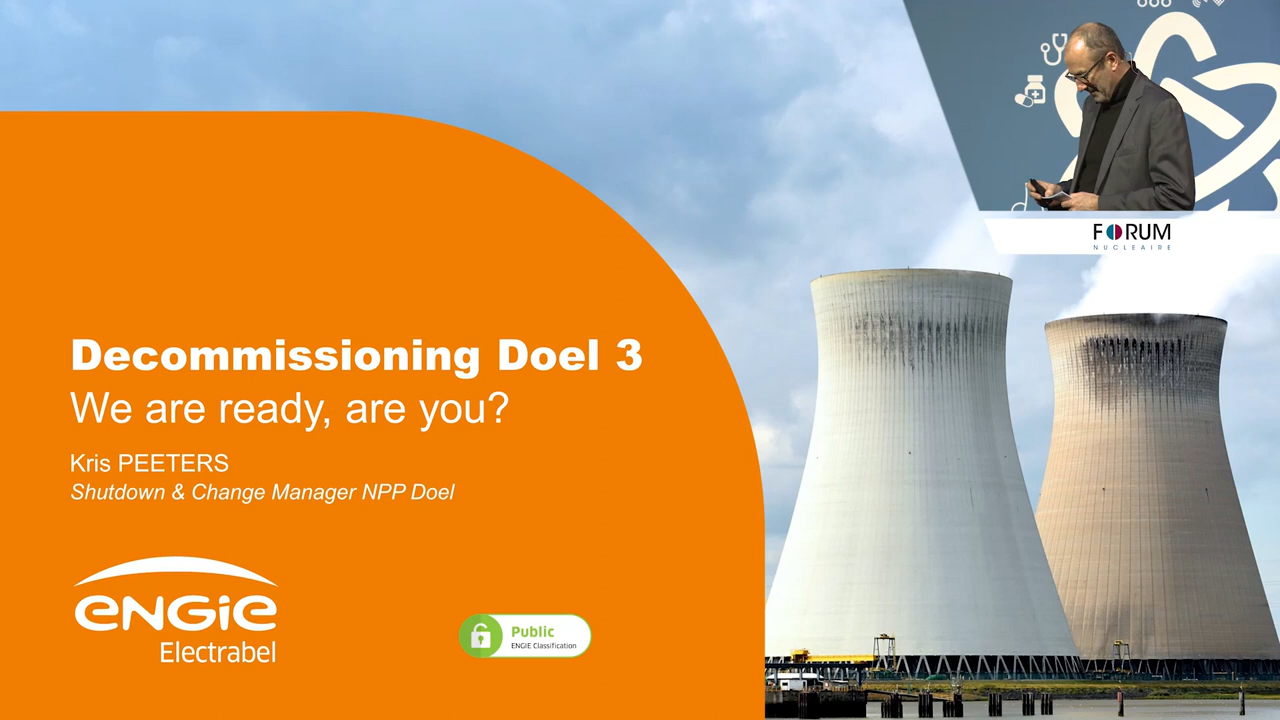 FORUM
NUCLEAIRE
Decommissioning Doel 3
We are ready, are you?
Kris PEETERS
Shutdown & Change Manager NPP Doel
ENGIE
Electrabel
Public
ENGIE Classification